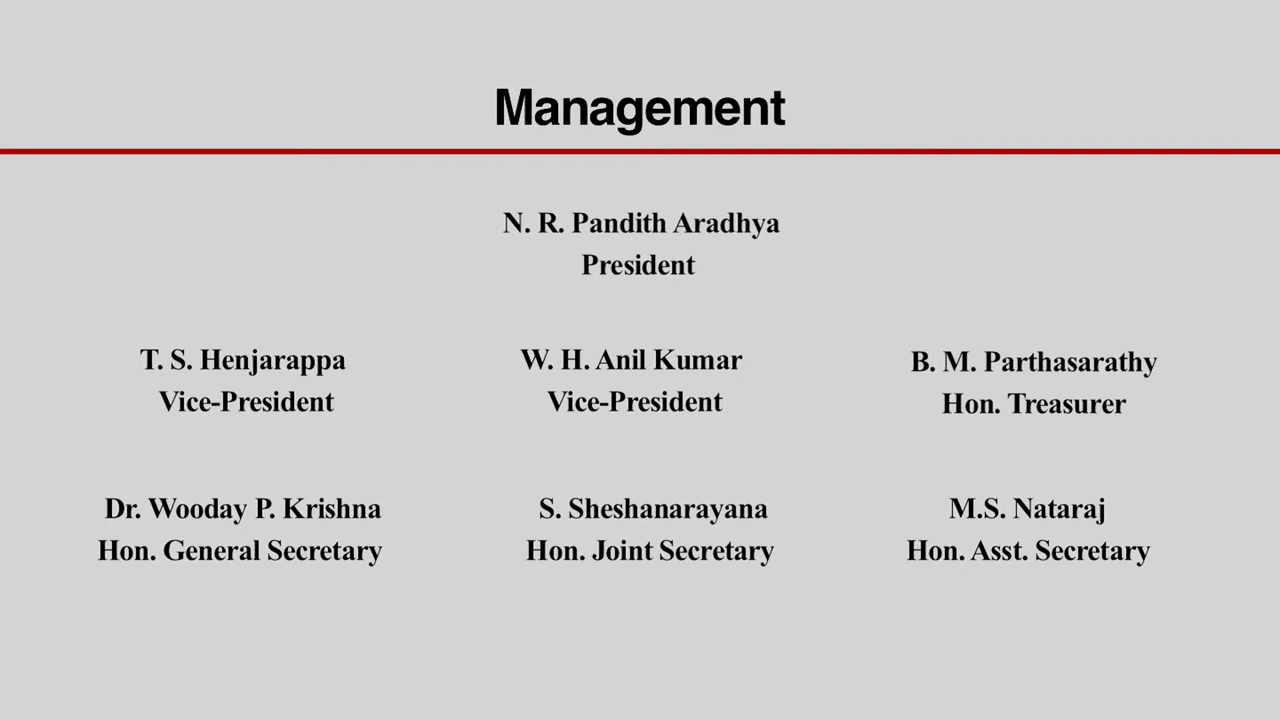 Management
N. R. Pandith Aradhya
President
T. S. Henjarappa
Vice-President
W. H. Anil Kumar
Vice-President
B. M. Parthasarathy
Hon. Treasurer
Dr. Wooday P. Krishna
Hon. General Secretary
S. Sheshanarayana
Hon. Joint Secretary
M.S. Nataraj
Hon. Asst. Secretary